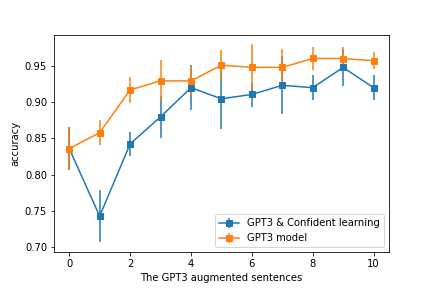 0.95
0.90
0.85
0.80
0.75
0.70
accuracy
GPT3 & Confident learning
GPT3 model
0 2 4 6 8 10
The GPT3 augmented sentences